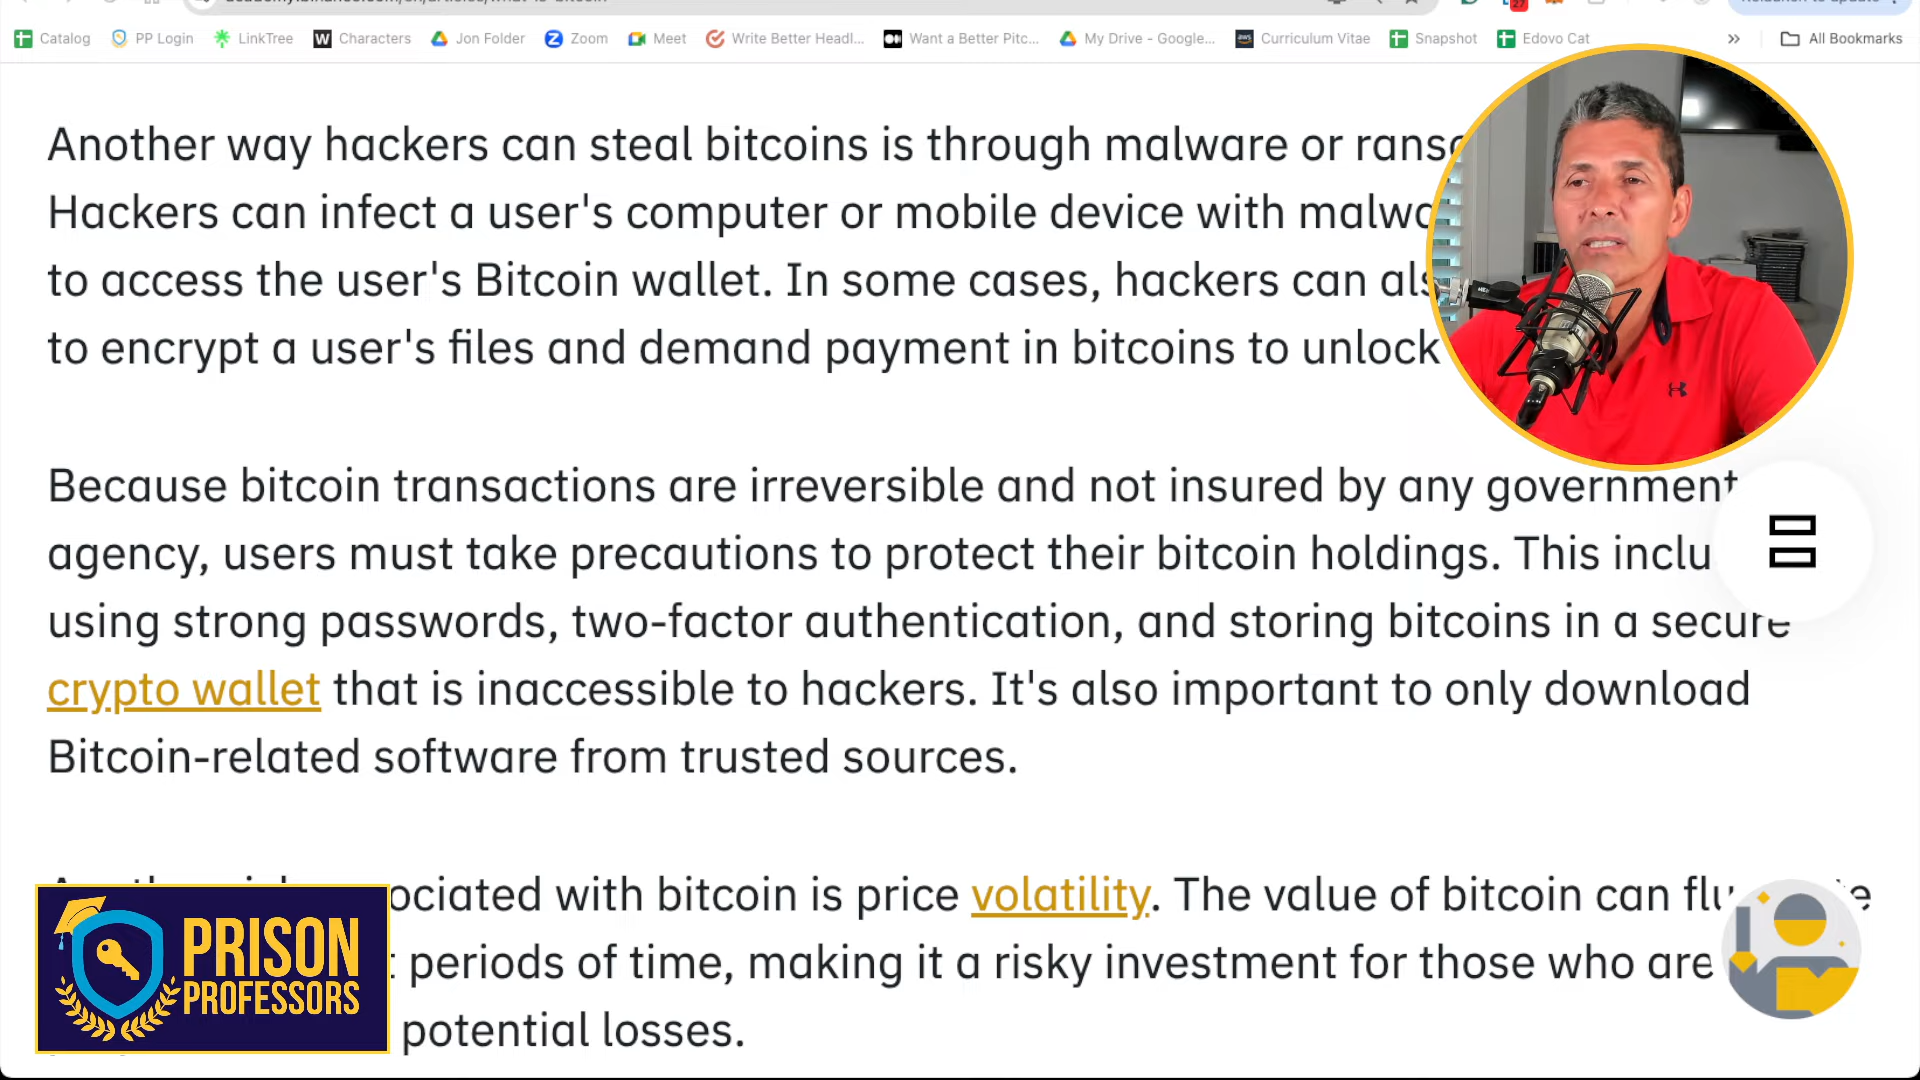 Catalog PP Login LinkTree Characters Jon Folder Zoom Meet Write Better Headl... Want a Better Pitc... My Drive - Google... Curriculum Vitae Snapshot Edovo Cat » All Bookmarks
Another way hackers can steal bitcoins is through malware or
Hackers can infect a user's computer or mobile device with
to access the user's Bitcoin wallet. In some cases, hackers can
to encrypt a user's files and demand payment in bitcoins to unlock
Because bitcoin transactions are irreversible and not insured by any government
agency, users must take precautions to protect their bitcoin holdings. This
using strong passwords, two-factor authentication, and storing bitcoins in a secure
crypto wallet that is inaccessible to hackers. It's also important to only download
Bitcoin-related software from trusted sources.
with bitcoin is price volatility. The value of bitcoin can
periods of time, making it a risky investment for those who are
potential losses.
PRISON
PROFESSORS